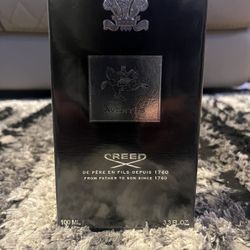 AVENTUS
CREED
DE PÈRE EN FILS DEPUIS 1760
FROM FATHER TO SON SINCE 1760
100 ML
3.3 FL.OZ